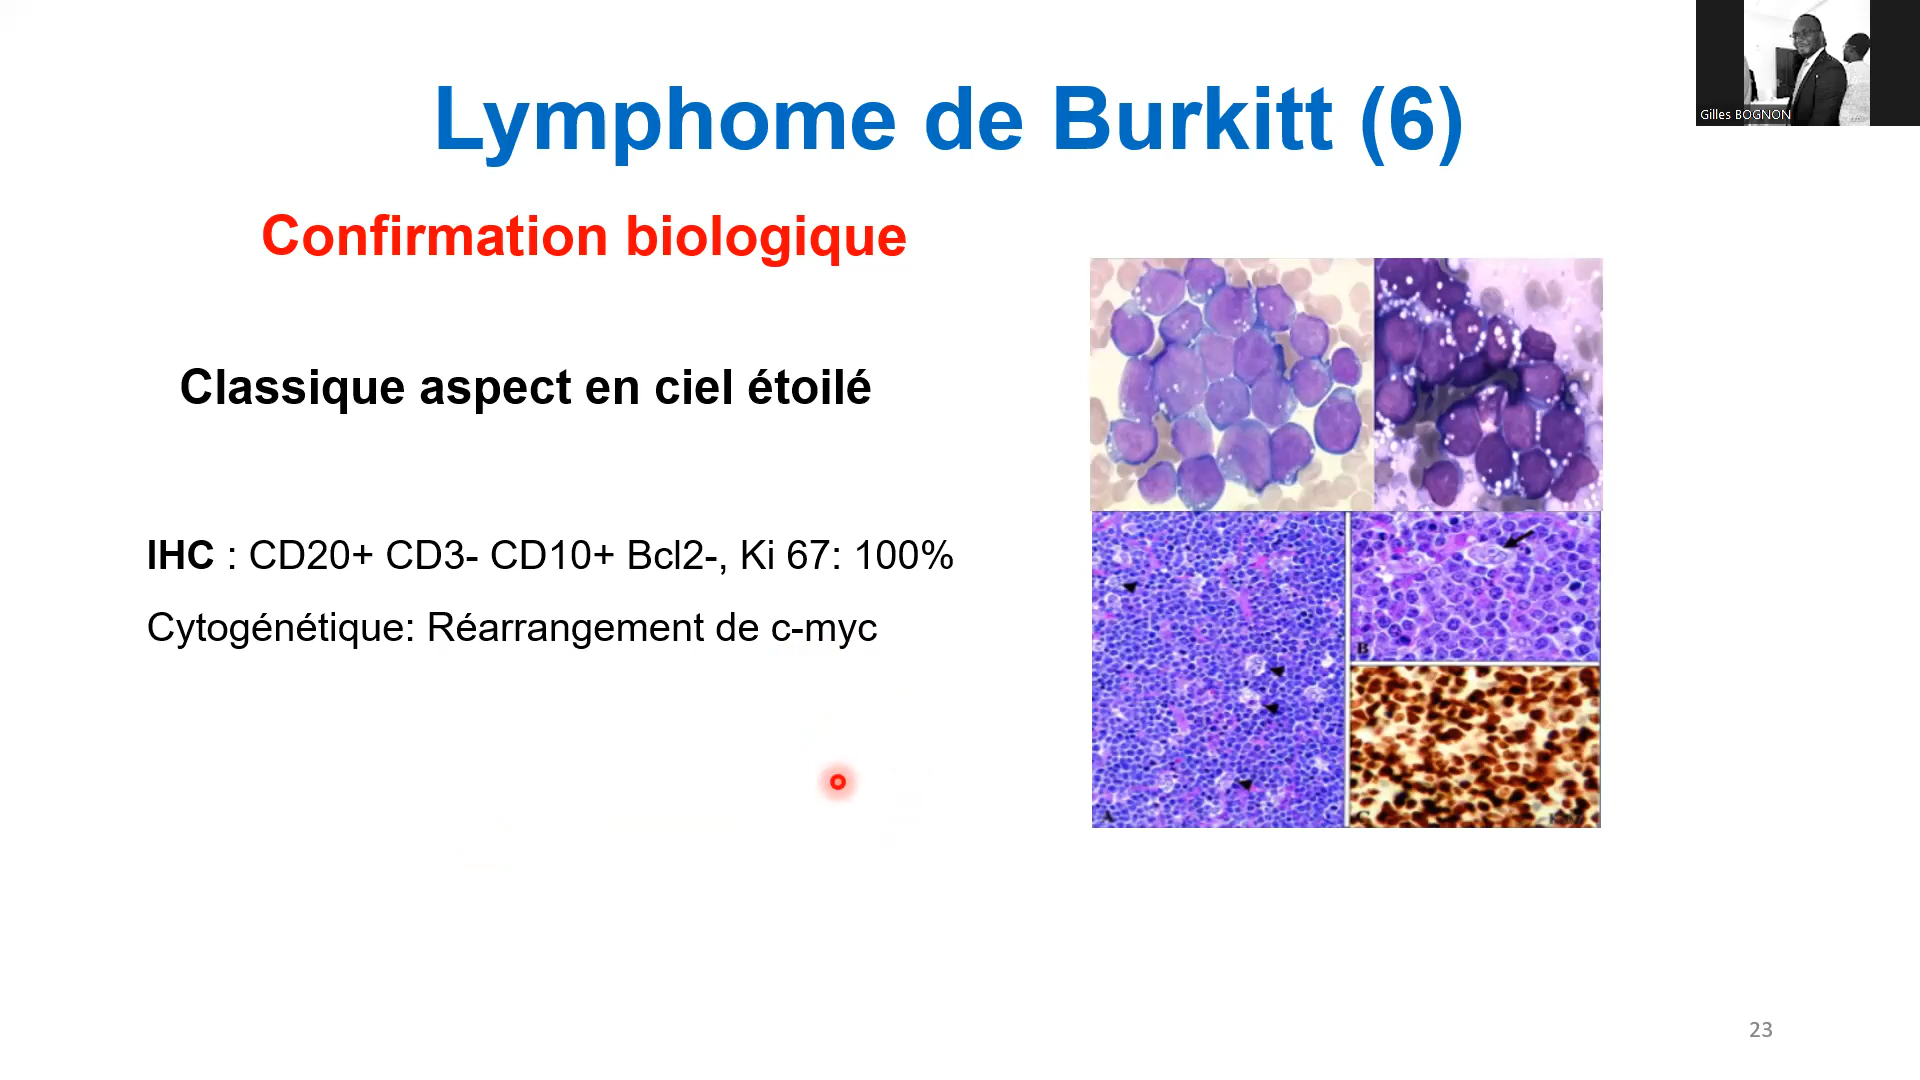 Lymphome de Burkitt (6)
Gilles BOGNON
Confirmation biologique
Classique aspect en ciel étoilé
IHC : CD20+ CD3- CD10+ Bcl2-, Ki 67: 100%
Cytogénétique: Réarrangement de c-myc
B
A
C
23